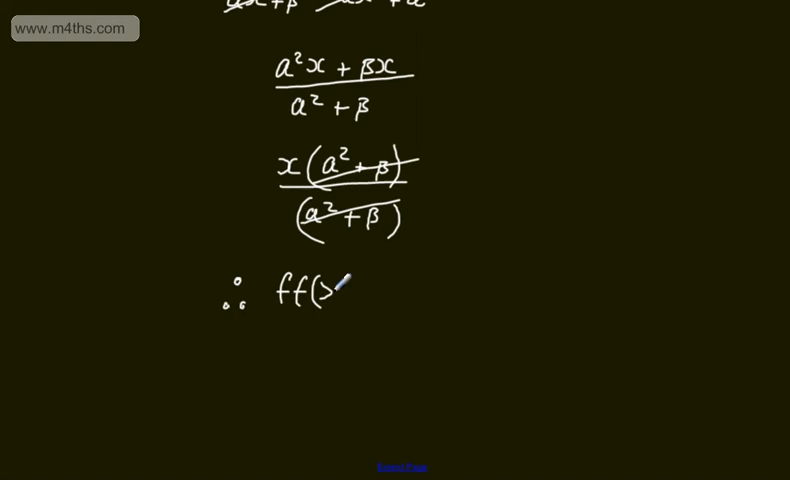 www.m4ths.com
a²x + βx
a² + β
x(a² + β)
(a² + β)
∴ ff(x